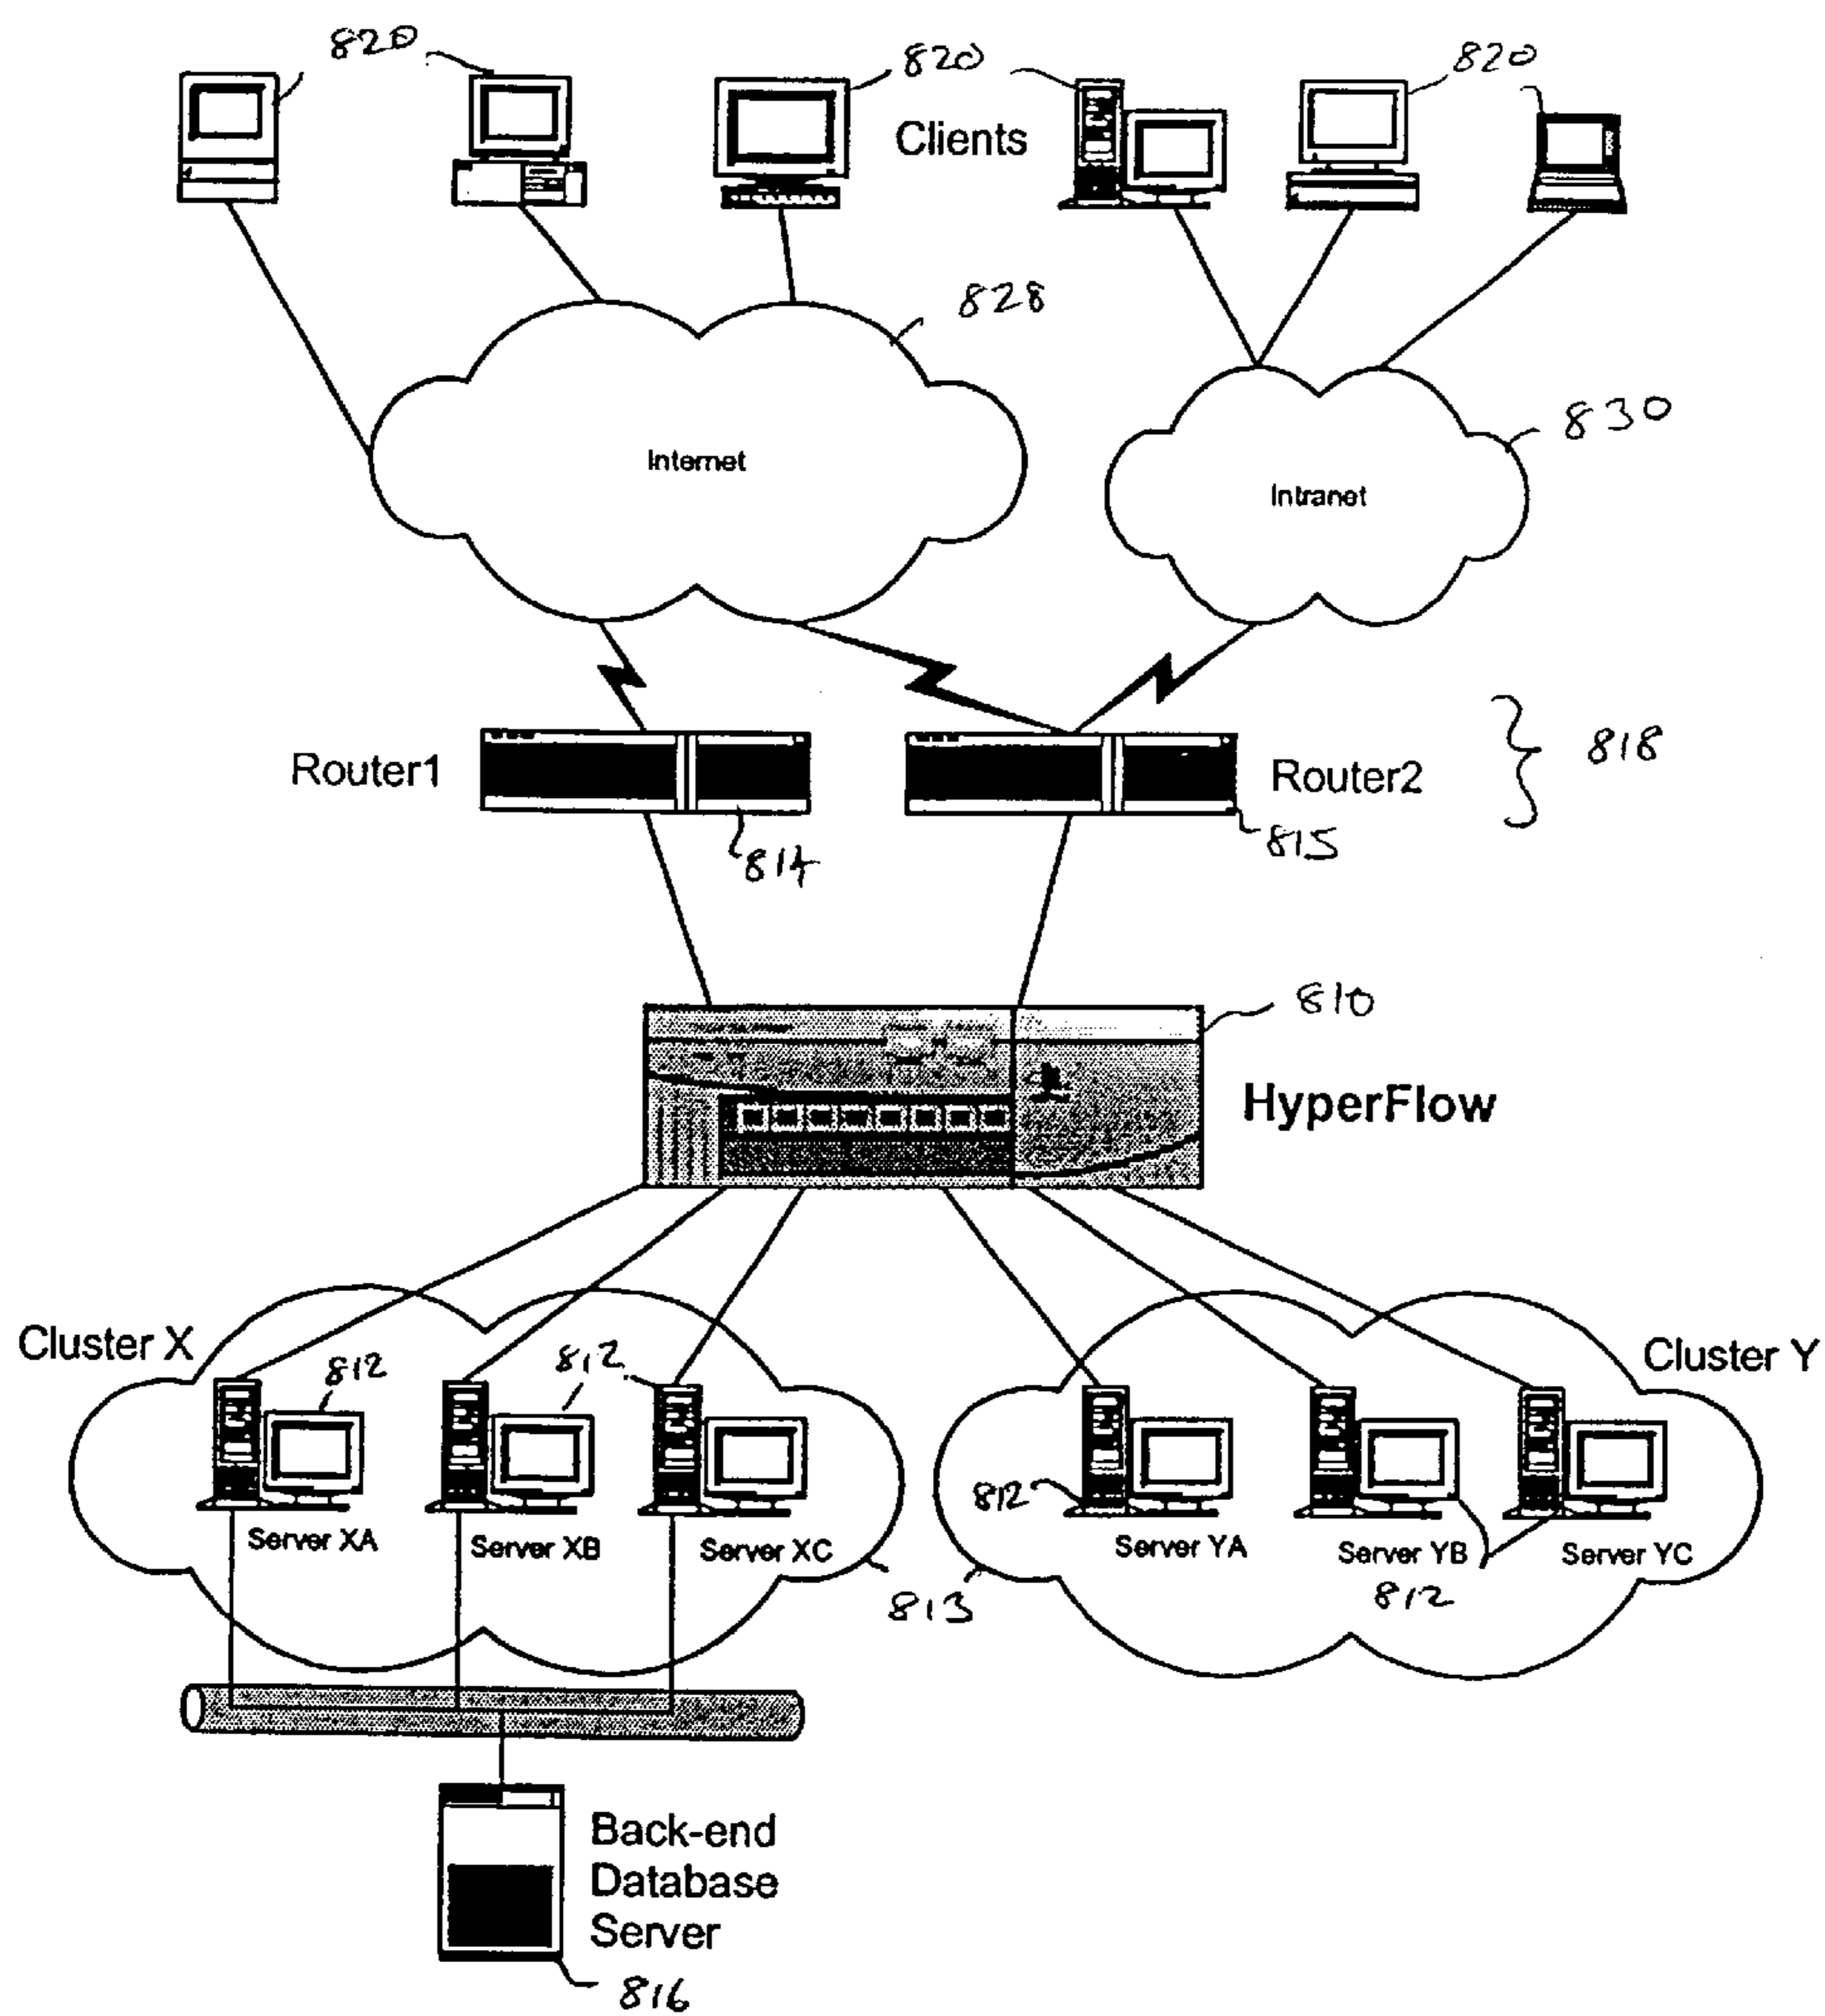 820
820
820
Clients
828
830
Internet
Intranet
Router1
Router2
818
814
815
810
HyperFlow
Cluster X
Cluster Y
812
812
812
Server XA
Server XB
Server XC
Server YA
Server YB
Server YC
813
812
Back-end
Database
Server
816